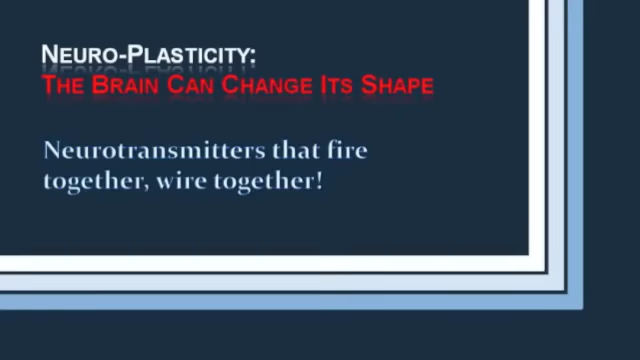 Neuro-Plasticity:
The Brain Can Change Its Shape
Neurotransmitters that fire
together, wire together!